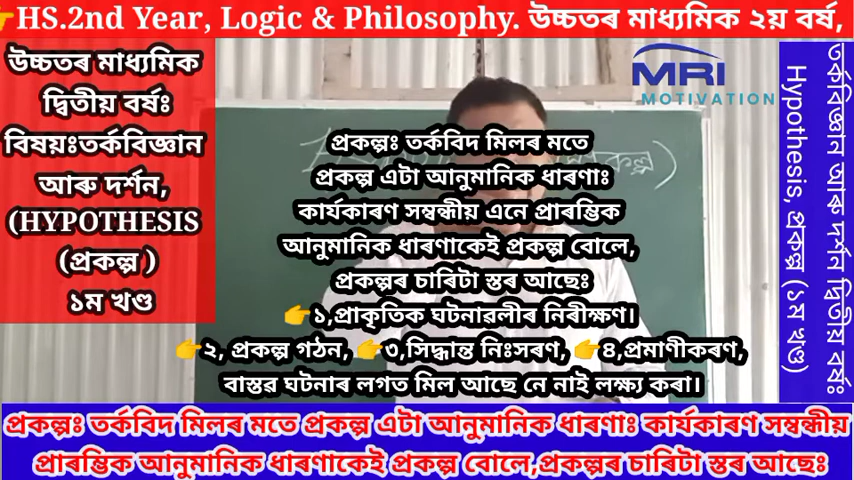 HS.2nd Year, Logic & Philosophy. উচ্চতৰ মাধ্যমিক ২য় বৰ্ষ,
উচ্চতৰ মাধ্যমিক
দ্বিতীয় বৰ্ষঃ
বিষয়ঃতৰ্কবিজ্ঞান
আৰু দৰ্শন,
(HYPOTHESIS
(প্ৰকল্প )
১ম খণ্ড
MRI
MOTIVATION
প্ৰকল্পঃ তৰ্কবিদ মিলৰ মতে
প্ৰকল্প এটা আনুমানিক ধাৰণাঃ
কাৰ্যকাৰণ সম্বন্ধীয় এনে প্ৰাৰম্ভিক
আনুমানিক ধাৰণাকেই প্ৰকল্প বোলে,
প্ৰকল্পৰ চাৰিটা স্তৰ আছেঃ
👉১,প্ৰাকৃতিক ঘটনাৱলীৰ নিৰীক্ষণ।
👉২, প্ৰকল্প গঠন, 👉৩,সিদ্ধান্ত নিঃসৰণ, 👉৪,প্ৰমাণীকৰণ,
বাস্তৱ ঘটনাৰ লগত মিল আছে নে নাই লক্ষ্য কৰা।
তৰ্কবিজ্ঞান আৰু দৰ্শন দ্বিতীয় বৰ্ষঃ
Hypothesis, প্ৰকল্প (১ম খণ্ড)
প্ৰকল্পঃ তৰ্কবিদ মিলৰ মতে প্ৰকল্প এটা আনুমানিক ধাৰণাঃ কাৰ্যকাৰণ সম্বন্ধীয়
প্ৰাৰম্ভিক আনুমানিক ধাৰণাকেই প্ৰকল্প বোলে,প্ৰকল্পৰ চাৰিটা স্তৰ আছেঃ